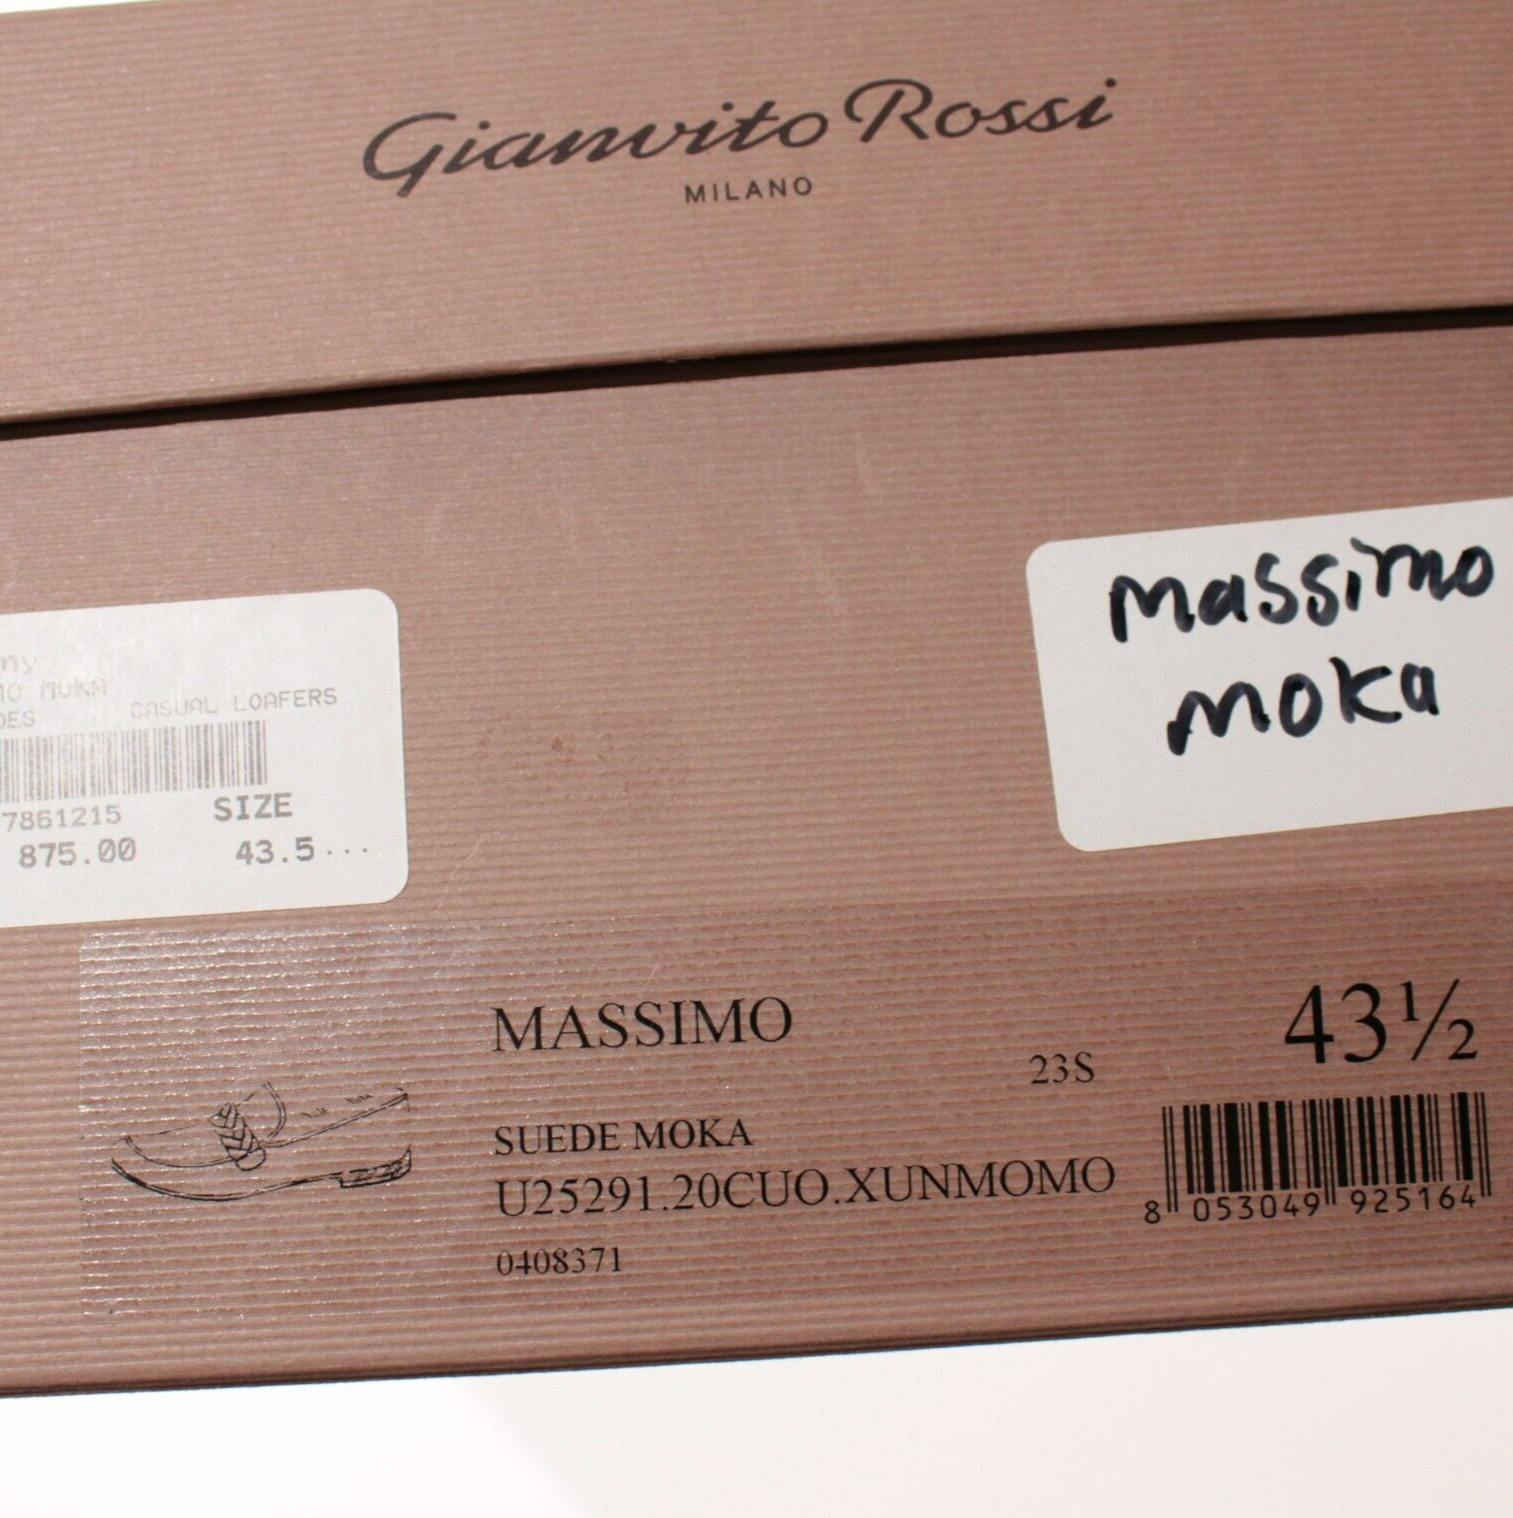 Gianvito Rossi
MILANO
massimo
moka
MOKA
CASUAL LOAFERS
7861215 SIZE
875.00 43.5...
MASSIMO
23S
43½
SUEDE MOKA
U25291.20CUO.XUNMOMO
0408371
8 053049 925164